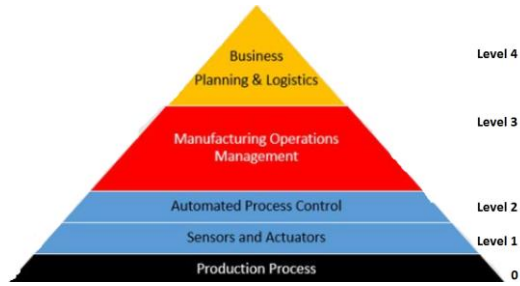 Business
Planning & Logistics
Level 4
Manufacturing Operations
Management
Level 3
Automated Process Control
Level 2
Sensors and Actuators
Level 1
Production Process
0